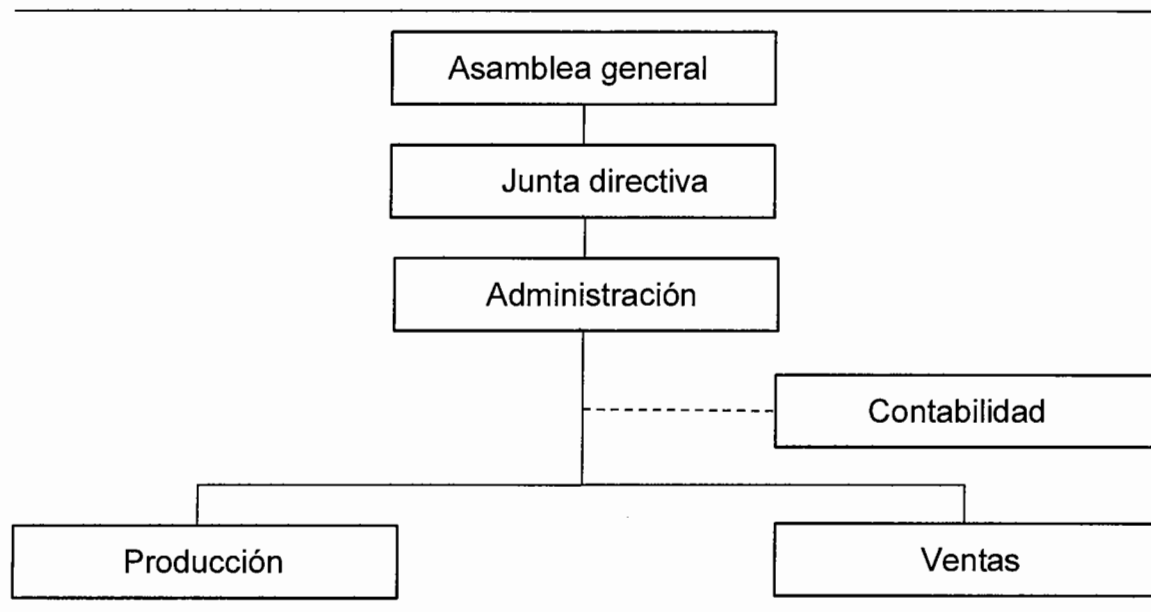 Asamblea general
Junta directiva
Administración
Contabilidad
Producción
Ventas